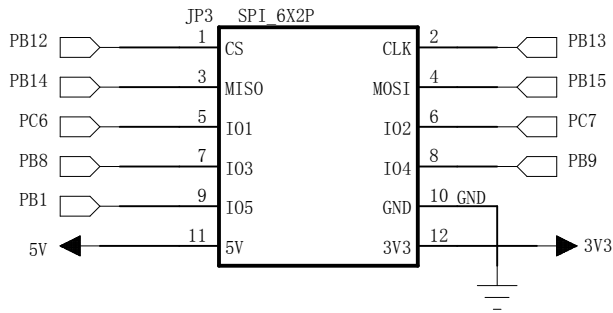 JP3 SPI_6X2P
PB12 1 CS CLK 2 PB13
PB14 3 MISO MOSI 4 PB15
PC6 5 IO1 IO2 6 PC7
PB8 7 IO3 IO4 8 PB9
PB1 9 IO5 GND 10 GND
5V 11 5V 3V3 12 3V3